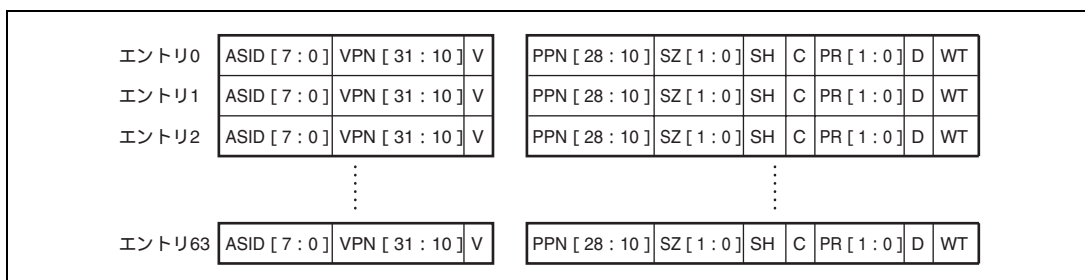 エントリ0 ASID [ 7 : 0 ] VPN [ 31 : 10 ] V PPN [ 28 : 10 ] SZ [ 1 : 0 ] SH C PR [ 1 : 0 ] D WT
エントリ1 ASID [ 7 : 0 ] VPN [ 31 : 10 ] V PPN [ 28 : 10 ] SZ [ 1 : 0 ] SH C PR [ 1 : 0 ] D WT
エントリ2 ASID [ 7 : 0 ] VPN [ 31 : 10 ] V PPN [ 28 : 10 ] SZ [ 1 : 0 ] SH C PR [ 1 : 0 ] D WT
エントリ63 ASID [ 7 : 0 ] VPN [ 31 : 10 ] V PPN [ 28 : 10 ] SZ [ 1 : 0 ] SH C PR [ 1 : 0 ] D WT